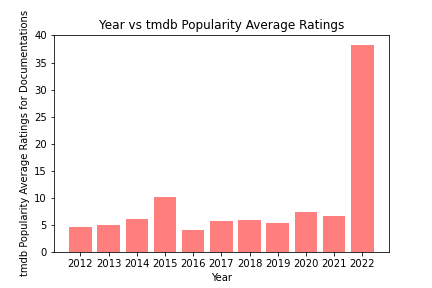 Year vs tmdb Popularity Average Ratings
tmdb Popularity Average Ratings for Documentations
40
35
30
25
20
15
10
5
0
2012 2013 2014 2015 2016 2017 2018 2019 2020 2021 2022
Year